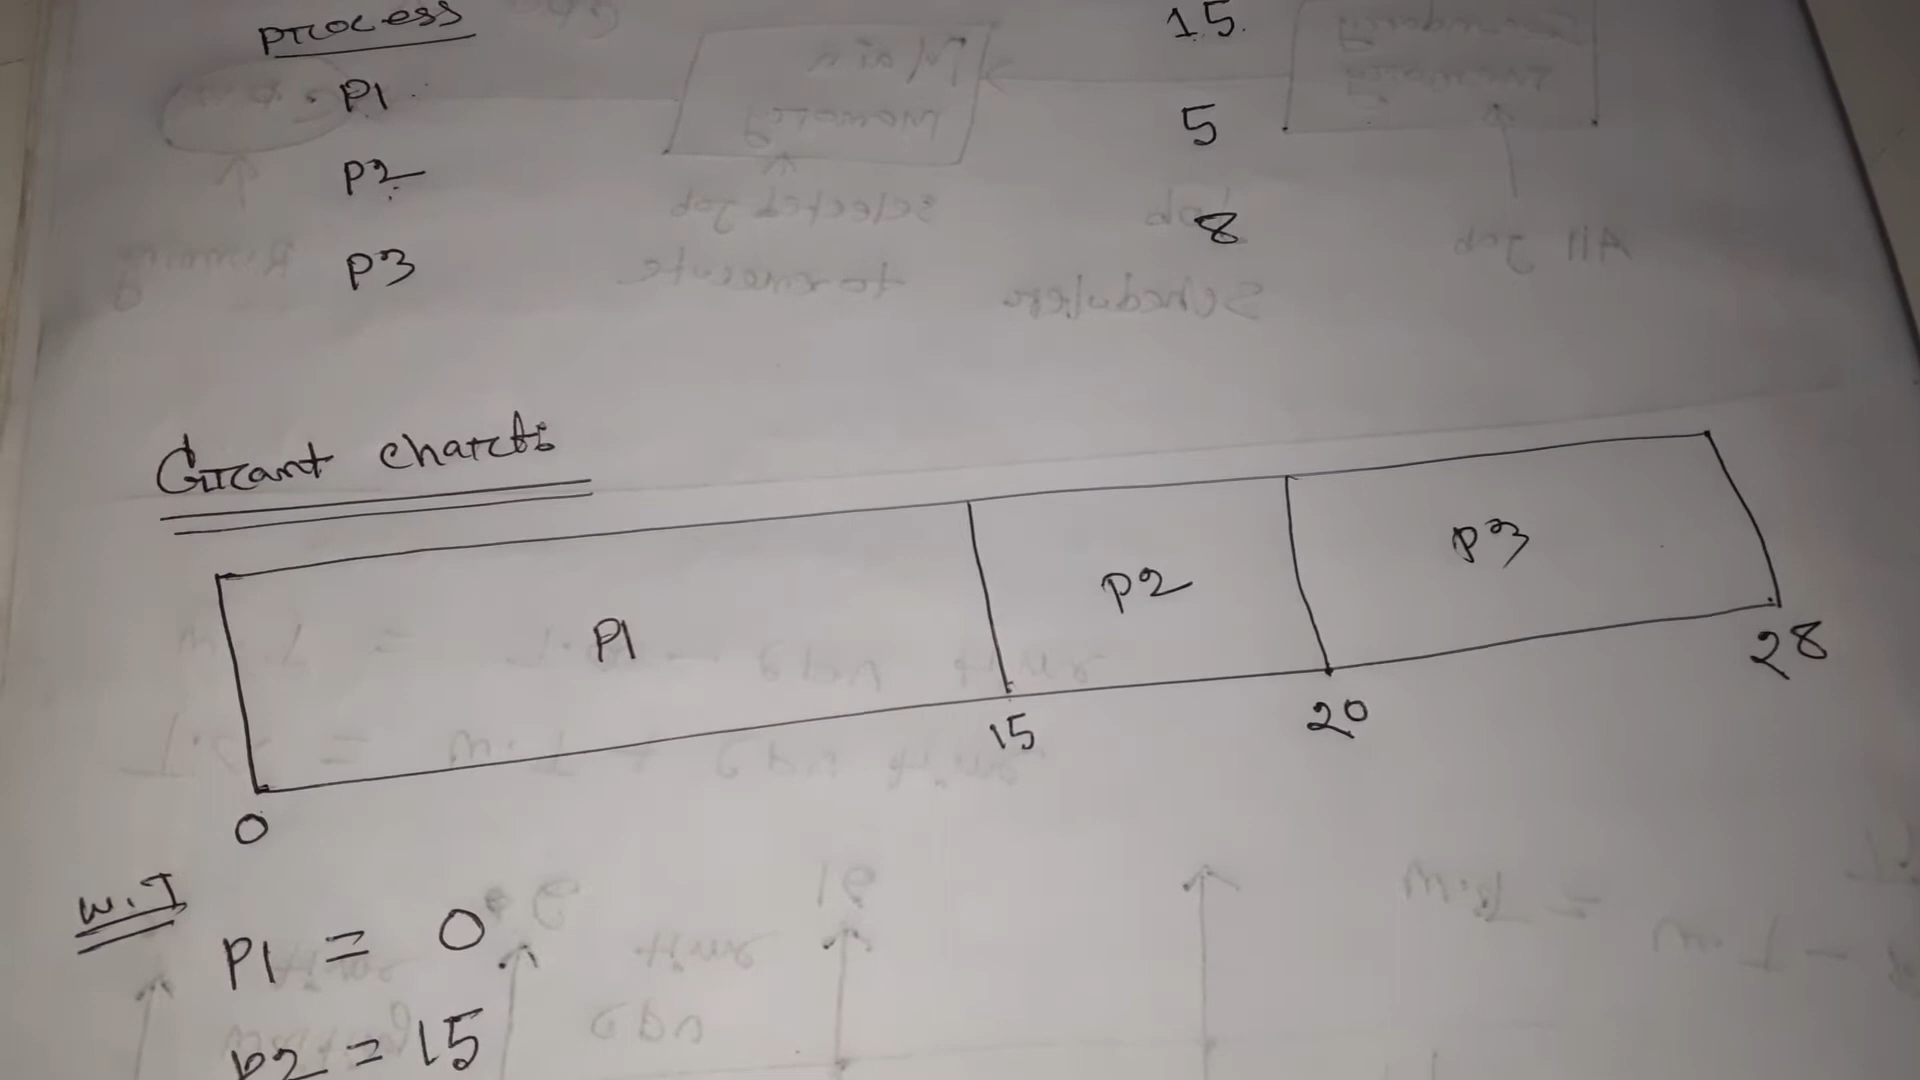 process
15
P1
5
P2
8
P3
Grant charts
P1
P2
P3
0
15
20
28
W.T
P1 = 0
P2 = 15